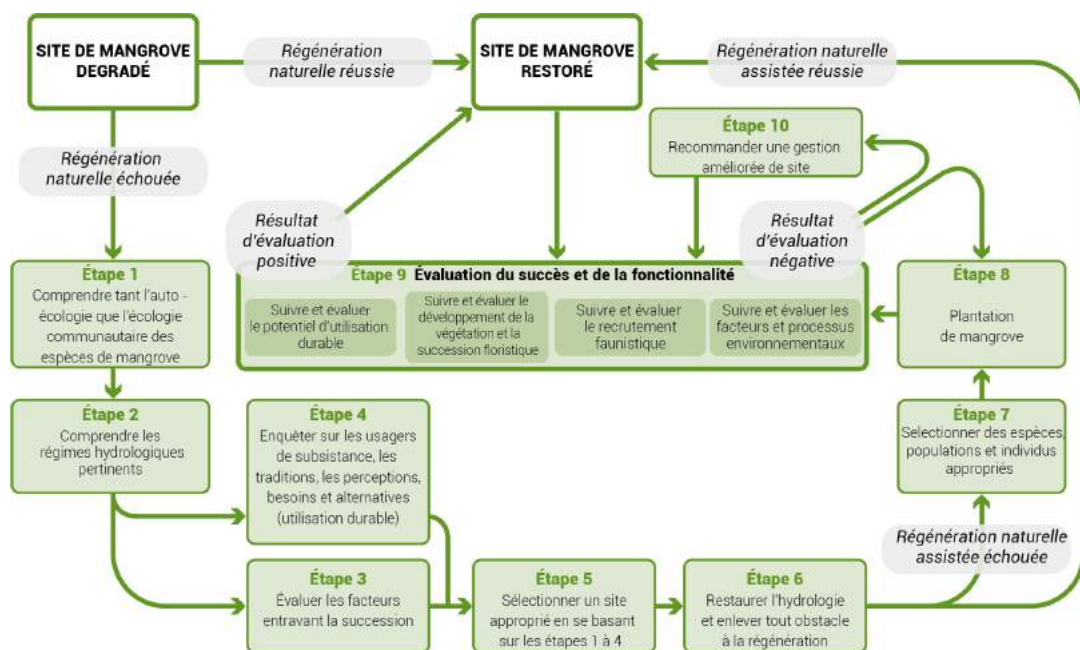 SITE DE MANGROVE
DEGRADÉ
Régénération
naturelle réussie
SITE DE MANGROVE
RESTORÉ
Régénération naturelle
assistée réussie
Étape 10
Recommander une gestion
améliorée de site
Régénération
naturelle échouée
Résultat
d'évaluation
positive
Résultat
d'évaluation
négative
Étape 1
Comprendre tant l'auto -
écologie que l'écologie
communautaire des
espèces de mangrove
Étape 9 Évaluation du succès et de la fonctionnalité
Suivre et évaluer
le potentiel d'utilisation
durable
Suivre et évaluer le
développement de la
végétation et la
succession floristique
Suivre et évaluer
le recrutement
faunistique
Suivre et évaluer les
facteurs et processus
environnementaux
Étape 8
Plantation
de mangrove
Étape 2
Comprendre les
régimes hydrologiques
pertinents
Étape 4
Enquêter sur les usagers
de subsistance, les
traditions, les perceptions,
besoins et alternatives
(utilisation durable)
Étape 7
Selectionner des espèces,
populations et individus
appropriés
Régénération naturelle
assistée échouée
Étape 3
Évaluer les facteurs
entravant la succession
Étape 5
Sélectionner un site
approprié en se basant
sur les étapes 1 à 4
Étape 6
Restaurer l'hydrologie
et enlever tout obstacle
à la régénération